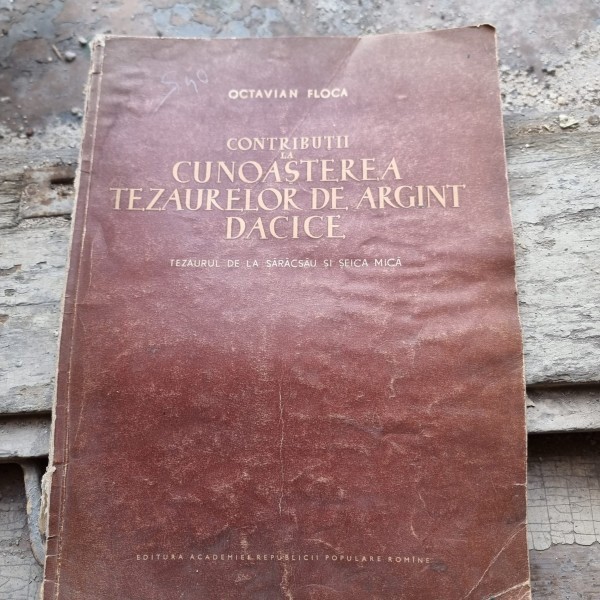 OCTAVIAN FLOCA
CONTRIBUTII
LA
CUNOAȘTEREA
TEZAURELOR DE ARGINT
DACICE
TEZAURUL DE LA SĂRĂCSĂU ȘI ȘEICA MICĂ
EDITURA ACADEMIEI REPUBLICII POPULARE ROMÎNE